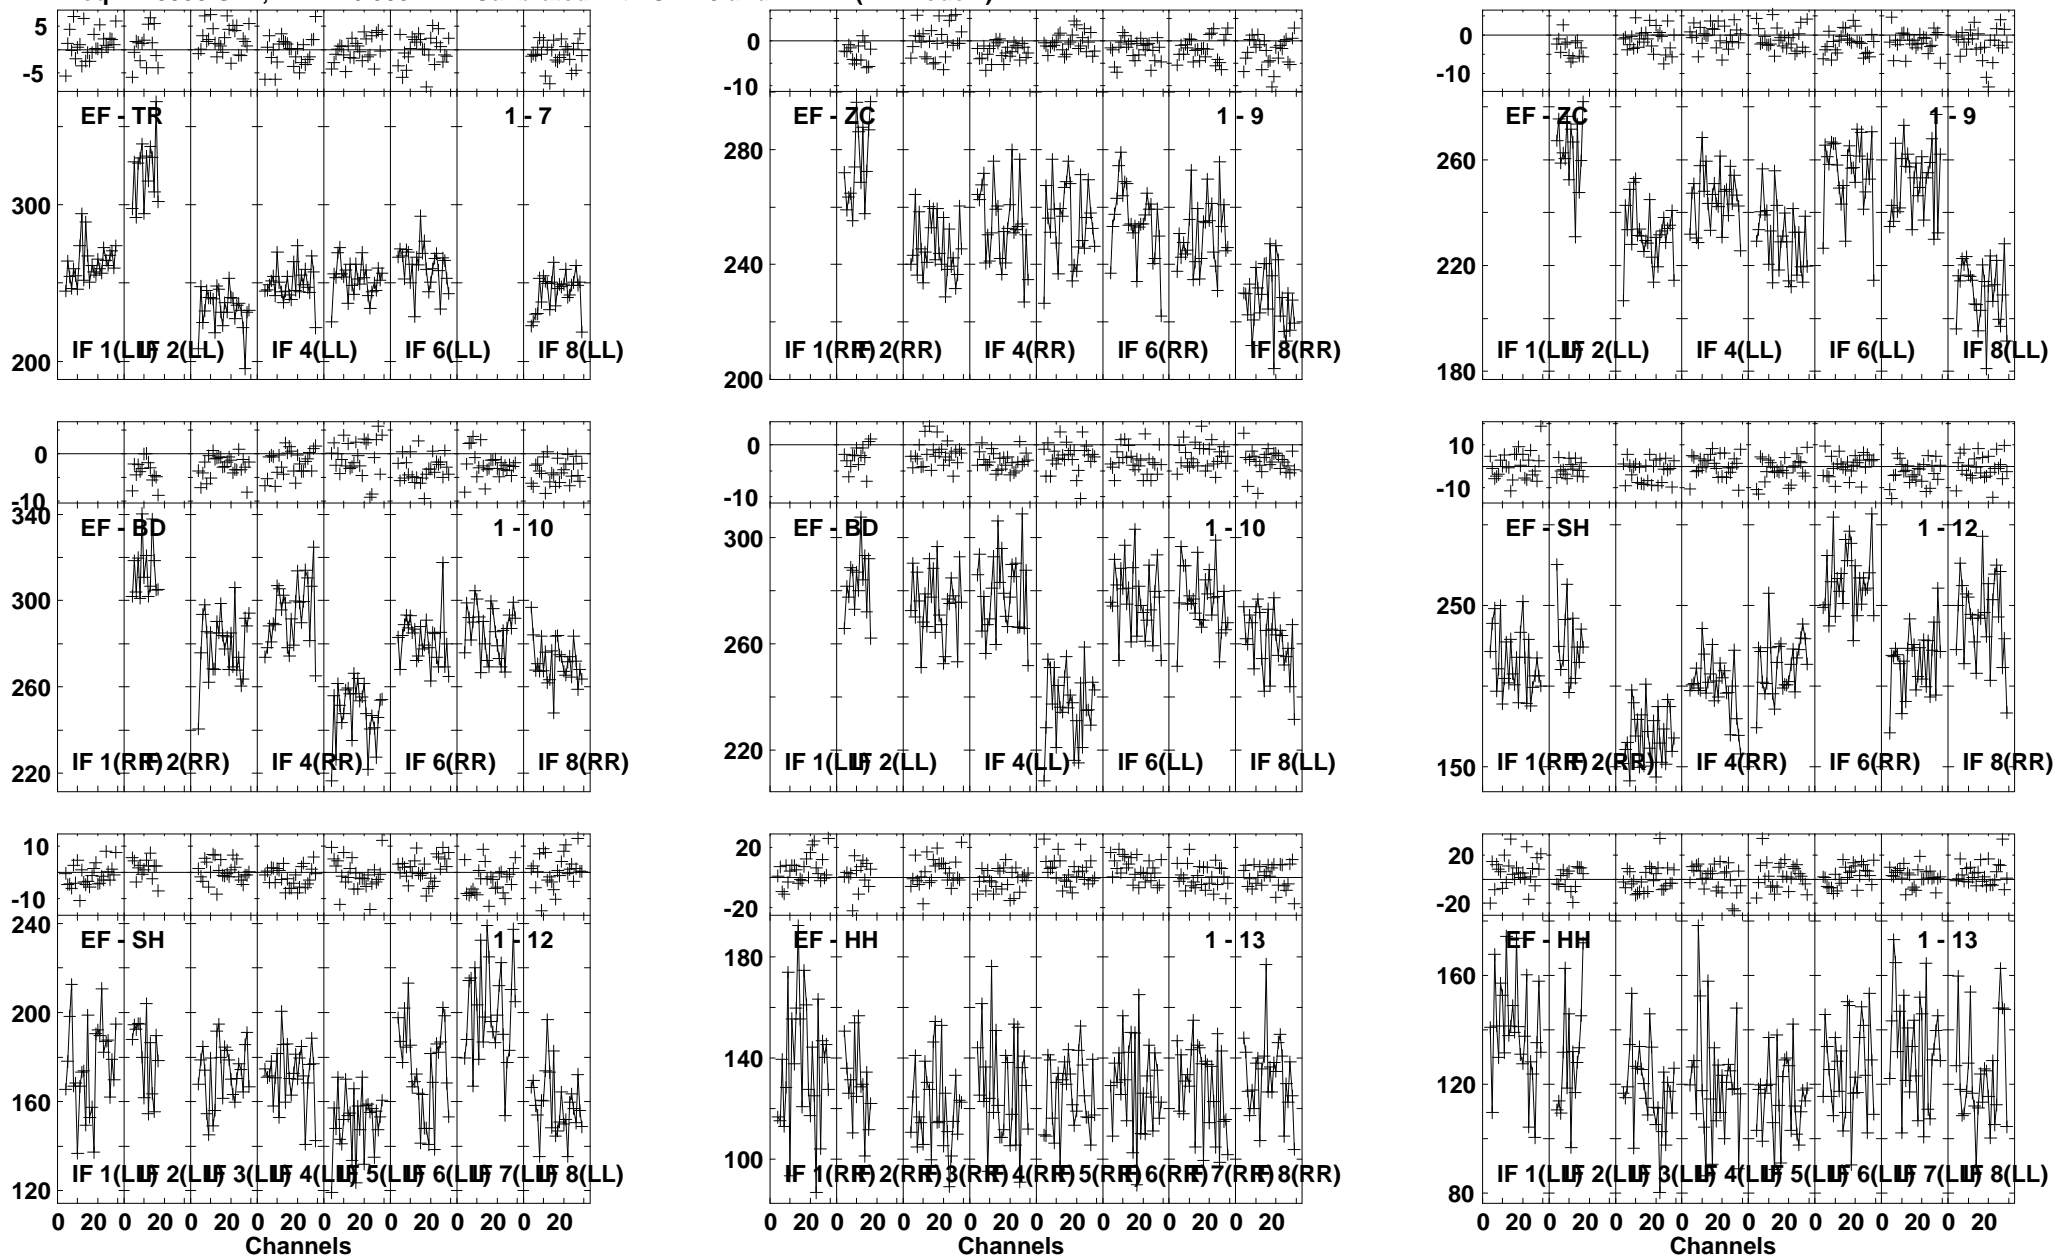 5
-5
EF - TR
1 - 7
300
200
IF 1(LL) IF 2(LL) IF 4(LL) IF 6(LL) IF 8(LL)
0
-10
EF - ZC
1 - 9
280
240
200
IF 1(RR) IF 2(RR) IF 4(RR) IF 6(RR) IF 8(RR)
0
-10
EF - ZC
1 - 9
260
220
180
IF 1(LL) IF 2(LL) IF 4(LL) IF 6(LL) IF 8(LL)
0
-10
340
EF - BD
1 - 10
300
260
220
IF 1(RR) IF 2(RR) IF 4(RR) IF 6(RR) IF 8(RR)
0
-10
EF - BD
1 - 10
300
260
220
IF 1(LL) IF 2(LL) IF 4(LL) IF 6(LL) IF 8(LL)
10
-10
EF - SH
1 - 12
250
150
IF 1(RR) IF 2(RR) IF 4(RR) IF 6(RR) IF 8(RR)
10
-10
240
EF - SH
1 - 12
200
160
120
IF 1(LL) IF 2(LL) IF 3(LL) IF 4(LL) IF 5(LL) IF 6(LL) IF 7(LL) IF 8(LL)
0 20 0 20 0 20 0 20 0 20 0 20 0 20 0 20
Channels
20
-20
EF - HH
1 - 13
180
140
100
IF 1(RR) IF 2(RR) IF 3(RR) IF 4(RR) IF 5(RR) IF 6(RR) IF 7(RR) IF 8(RR)
0 20 0 20 0 20 0 20 0 20 0 20 0 20 0 20
Channels
20
-20
EF - HH
1 - 13
160
120
80
IF 1(LL) IF 2(LL) IF 3(LL) IF 4(LL) IF 5(LL) IF 6(LL) IF 7(LL) IF 8(LL)
0 20 0 20 0 20 0 20 0 20 0 20 0 20 0 20
Channels